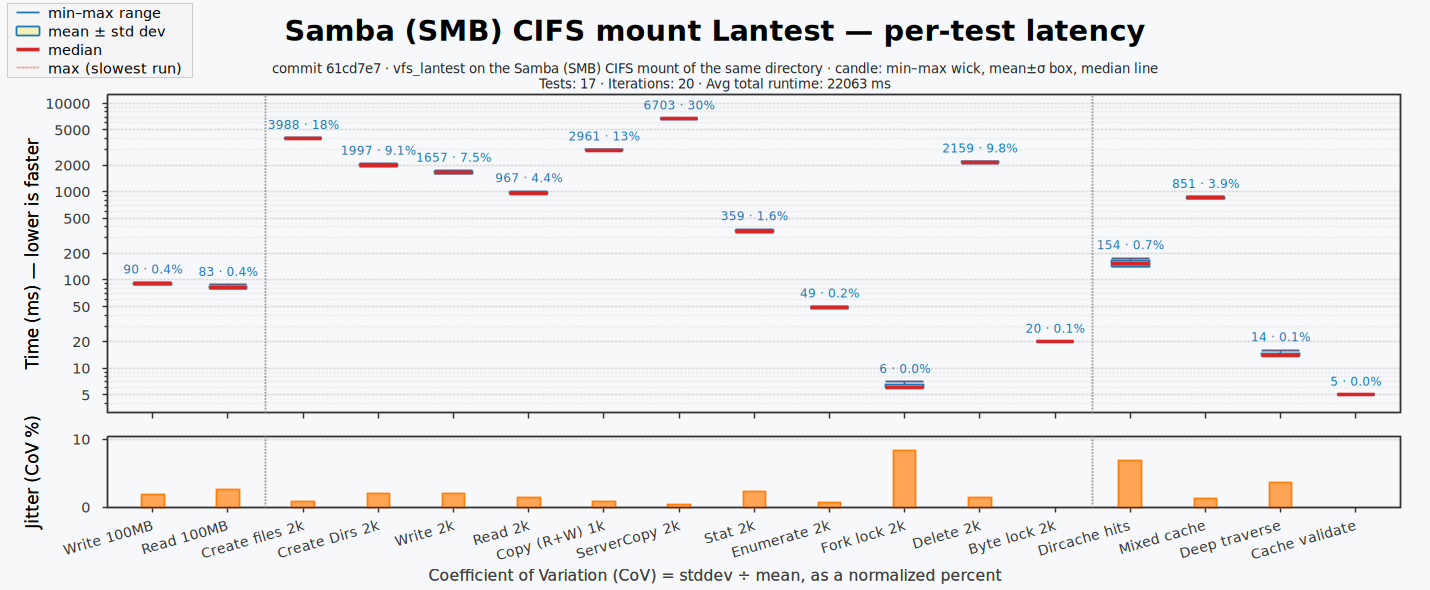 min–max range
mean ± std dev
median
max (slowest run)
Samba (SMB) CIFS mount Lantest — per-test latency
commit 61cd7e7 · vfs_lantest on the Samba (SMB) CIFS mount of the same directory · candle: min–max wick, mean±σ box, median line
Tests: 17 · Iterations: 20 · Avg total runtime: 22063 ms
Time (ms) — lower is faster
10000
5000
2000
1000
500
200
100
50
20
10
5
90 · 0.4%
83 · 0.4%
3988 · 18%
1997 · 9.1%
1657 · 7.5%
967 · 4.4%
2961 · 13%
6703 · 30%
359 · 1.6%
49 · 0.2%
6 · 0.0%
2159 · 9.8%
20 · 0.1%
154 · 0.7%
851 · 3.9%
14 · 0.1%
5 · 0.0%
Jitter (CoV %)
10
0
Write 100MB
Read 100MB
Create files 2k
Create Dirs 2k
Write 2k
Read 2k
Copy (R+W) 1k
ServerCopy 2k
Stat 2k
Enumerate 2k
Fork lock 2k
Delete 2k
Byte lock 2k
Dircache hits
Mixed cache
Deep traverse
Cache validate
Coefficient of Variation (CoV) = stddev ÷ mean, as a normalized percent